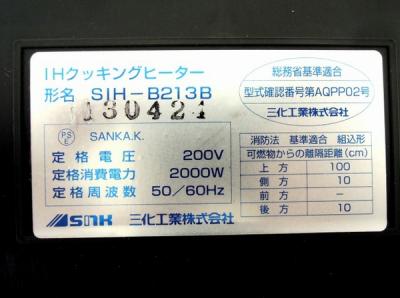 IHクッキングヒーター
形名 SIH-B213B
130421
PS
E
SANKA.K.
定格電圧 200V
定格消費電力 2000W
定格周波数 50/60Hz
SNK 三化工業株式会社
総務省基準適合
型式確認番号第AQPP02号
三化工業株式会社
消防法 基準適合 組込形
可燃物からの離隔距離(cm)
上方 100
側方 10
前方 -
後方 10